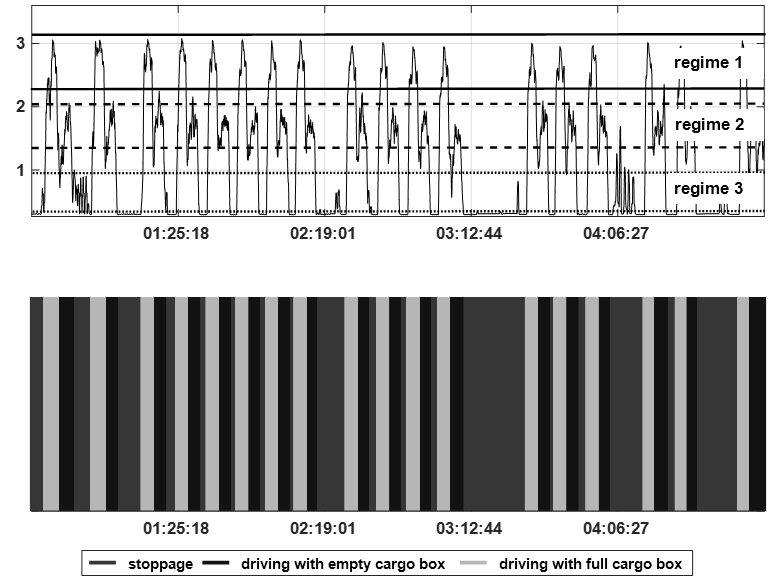 3
regime 1
2
regime 2
1
regime 3
01:25:18 02:19:01 03:12:44 04:06:27
01:25:18 02:19:01 03:12:44 04:06:27
stoppage driving with empty cargo box driving with full cargo box